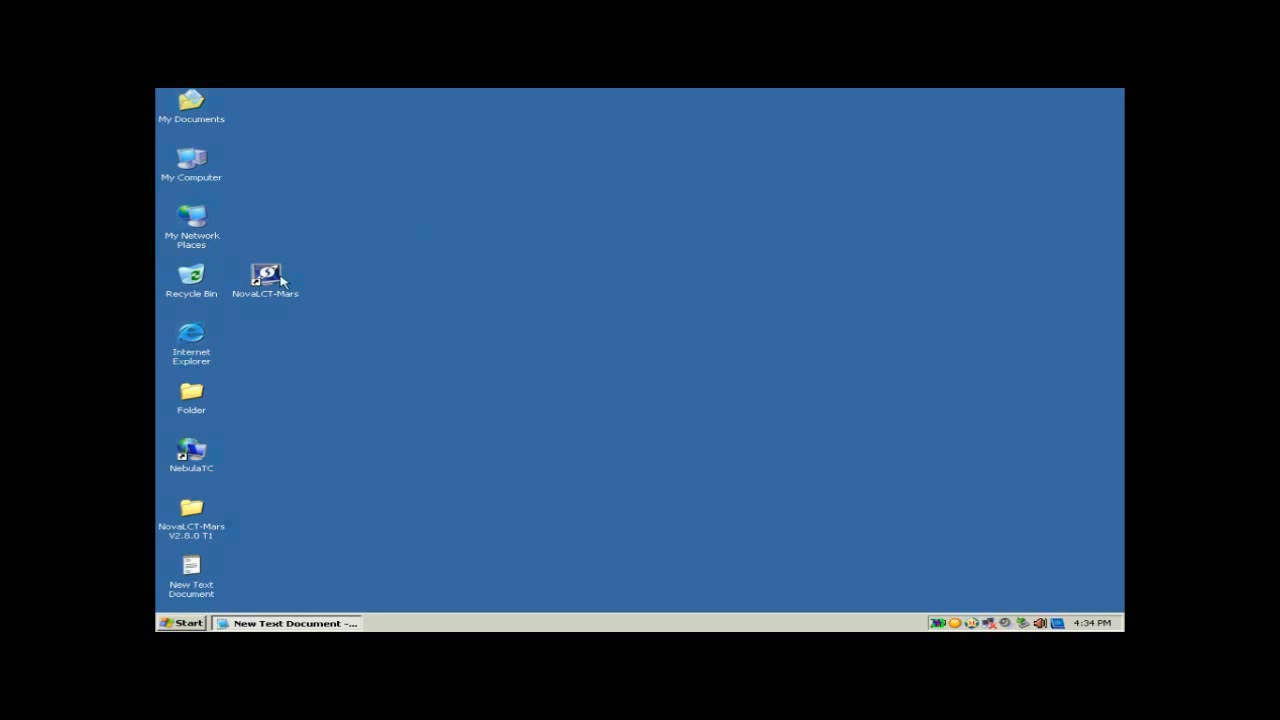 My Documents
My Computer
My Network
Places
Recycle Bin
NovaLCT-Mars
Internet
Explorer
Folder
NebulaTC
NovaLCT-Mars
V2.8.0 T1
New Text
Document
Start
New Text Document -...
4:34 PM